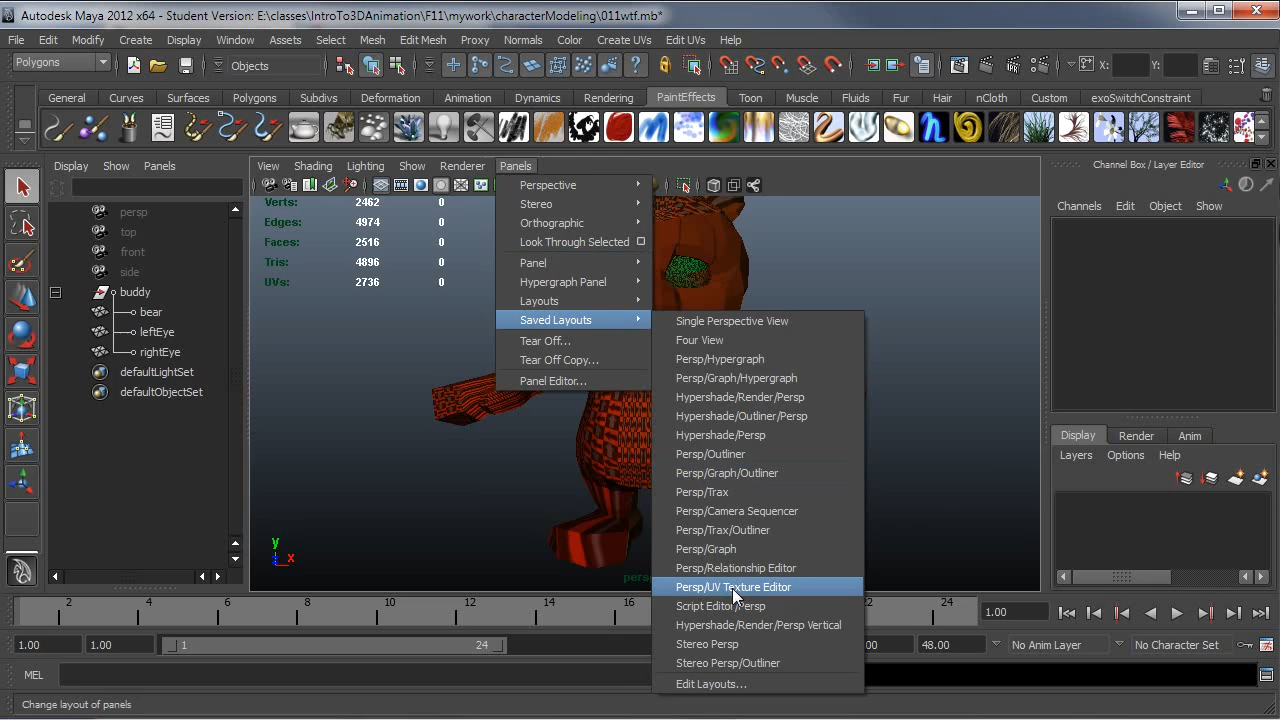 Autodesk Maya 2012 x64 - Student Version: E:\classes\IntroTo3DAnimation\F11\mywork\characterModeling\011wtf.mb*
File Edit Modify Create Display Window Assets Select Mesh Edit Mesh Proxy Normals Color Create UVs Edit UVs Help
Polygons Objects X: Y:
General Curves Surfaces Polygons Subdivs Deformation Animation Dynamics Rendering PaintEffects Toon Muscle Fluids Fur Hair nCloth Custom exoSwitchConstraint
Display Show Panels
View Shading Lighting Show Renderer Panels
Channel Box / Layer Editor
Channels Edit Object Show
Verts: 2462 0
Edges: 4974 0
Faces: 2516 0
Tris: 4896 0
UVs: 2736 0
persp
top
front
side
buddy
bear
leftEye
rightEye
defaultLightSet
defaultObjectSet
Perspective
Stereo
Orthographic
Look Through Selected
Panel
Hypergraph Panel
Layouts
Saved Layouts
Tear Off...
Tear Off Copy...
Panel Editor...
Single Perspective View
Four View
Persp/Hypergraph
Persp/Graph/Hypergraph
Hypershade/Render/Persp
Hypershade/Outliner/Persp
Hypershade/Persp
Persp/Outliner
Persp/Graph/Outliner
Persp/Trax
Persp/Camera Sequencer
Persp/Trax/Outliner
Persp/Graph
Persp/Relationship Editor
Persp/UV Texture Editor
Script Editor/Persp
Hypershade/Render/Persp Vertical
Stereo Persp
Stereo Persp/Outliner
Edit Layouts...
y
z x
Display Render Anim
Layers Options Help
2 4 6 8 10 12 14 16 22 24 1.00
1.00 1.00 1 24 48.00 No Anim Layer No Character Set
MEL
Change layout of panels